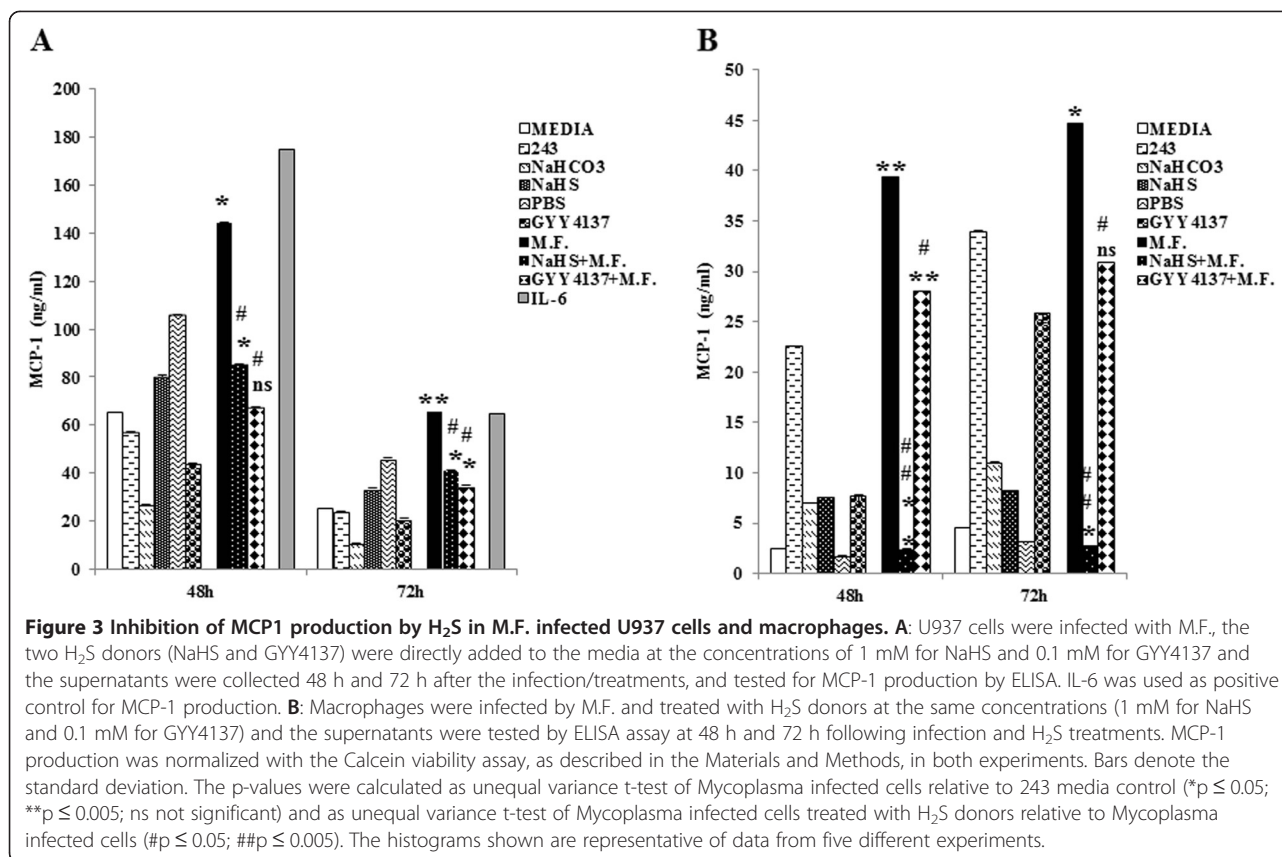 A
MCP-1 (ng/ml)
200
180
160
140
120
100
80
60
40
20
0
*
#
*
#
ns
**
#
*
#
*
48h
72h
MEDIA
243
NaHCO3
NaHS
PBS
GYY4137
M.F.
NaHS+M.F.
GYY4137+M.F.
IL-6
B
MCP-1 (ng/ml)
50
45
40
35
30
25
20
15
10
5
0
**
#
#
*
*
#
**
*
#
#
*
#
ns
48h
72h
MEDIA
243
NaHCO3
NaHS
PBS
GYY4137
M.F.
NaHS+M.F.
GYY4137+M.F.
Figure 3 Inhibition of MCP1 production by H₂S in M.F. infected U937 cells and macrophages. A: U937 cells were infected with M.F., the
two H₂S donors (NaHS and GYY4137) were directly added to the media at the concentrations of 1 mM for NaHS and 0.1 mM for GYY4137 and
the supernatants were collected 48 h and 72 h after the infection/treatments, and tested for MCP-1 production by ELISA. IL-6 was used as positive
control for MCP-1 production. B: Macrophages were infected by M.F. and treated with H₂S donors at the same concentrations (1 mM for NaHS
and 0.1 mM for GYY4137) and the supernatants were tested by ELISA assay at 48 h and 72 h following infection and H₂S treatments. MCP-1
production was normalized with the Calcein viability assay, as described in the Materials and Methods, in both experiments. Bars denote the
standard deviation. The p-values were calculated as unequal variance t-test of Mycoplasma infected cells relative to 243 media control (*p ≤ 0.05;
**p ≤ 0.005; ns not significant) and as unequal variance t-test of Mycoplasma infected cells treated with H₂S donors relative to Mycoplasma
infected cells (#p ≤ 0.05; ##p ≤ 0.005). The histograms shown are representative of data from five different experiments.